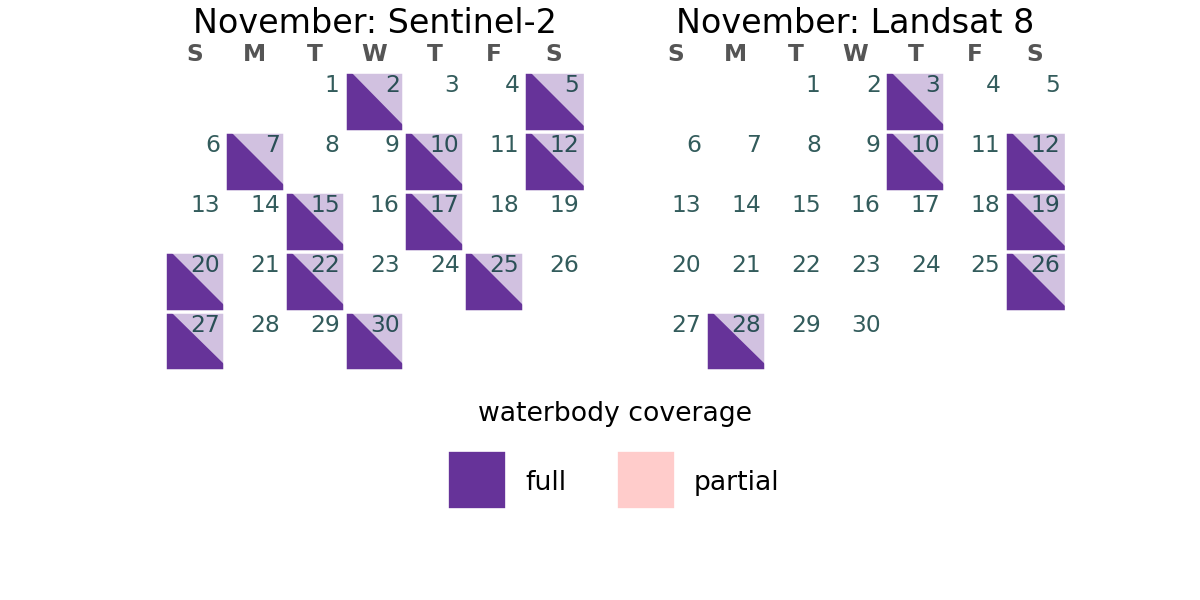 November: Sentinel-2
S M T W T F S
1 2 3 4 5
6 7 8 9 10 11 12
13 14 15 16 17 18 19
20 21 22 23 24 25 26
27 28 29 30
November: Landsat 8
S M T W T F S
1 2 3 4 5
6 7 8 9 10 11 12
13 14 15 16 17 18 19
20 21 22 23 24 25 26
27 28 29 30
waterbody coverage
full partial